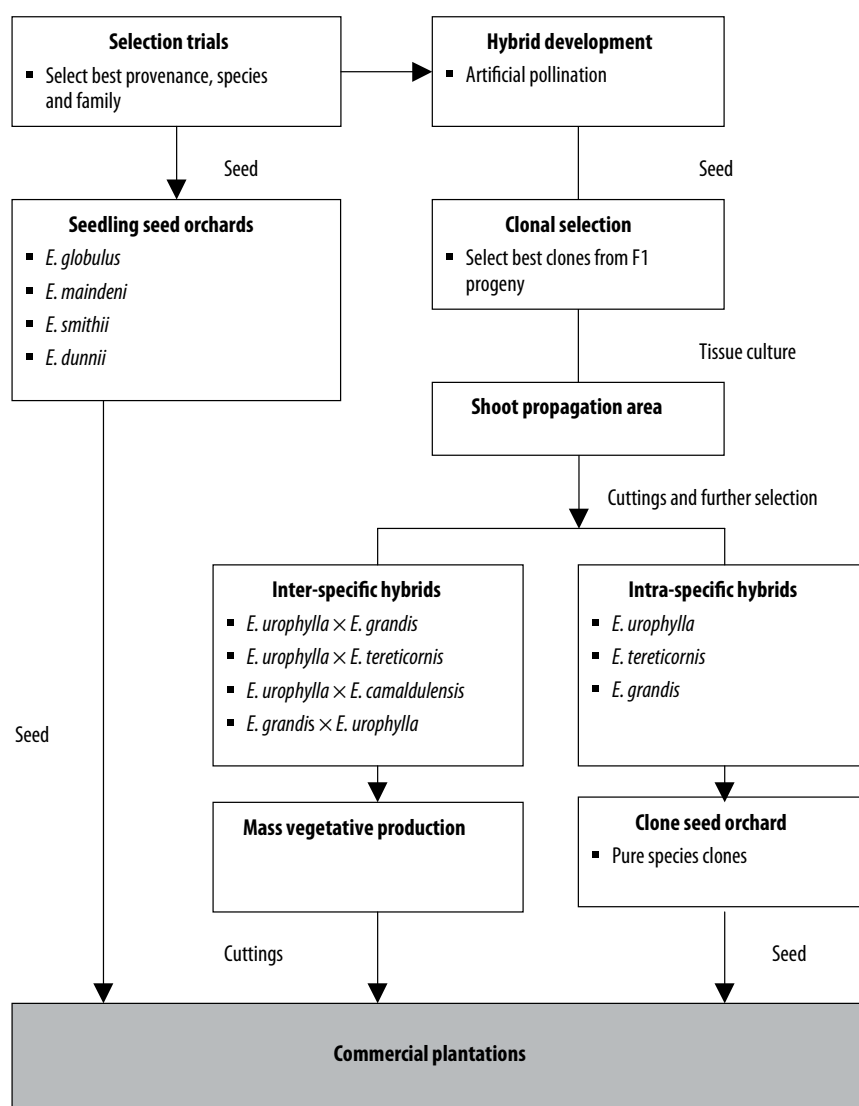 Selection trials
▪ Select best provenance, species
and family
Hybrid development
▪ Artificial pollination
Seed
Seed
Seedling seed orchards
▪ E. globulus
▪ E. maindeni
▪ E. smithii
▪ E. dunnii
Clonal selection
▪ Select best clones from F1
progeny
Tissue culture
Shoot propagation area
Cuttings and further selection
Inter-specific hybrids
▪ E. urophylla × E. grandis
▪ E. urophylla × E. tereticornis
▪ E. urophylla × E. camaldulensis
▪ E. grandis × E. urophylla
Intra-specific hybrids
▪ E. urophylla
▪ E. tereticornis
▪ E. grandis
Seed
Mass vegetative production
Clone seed orchard
▪ Pure species clones
Cuttings
Seed
Commercial plantations